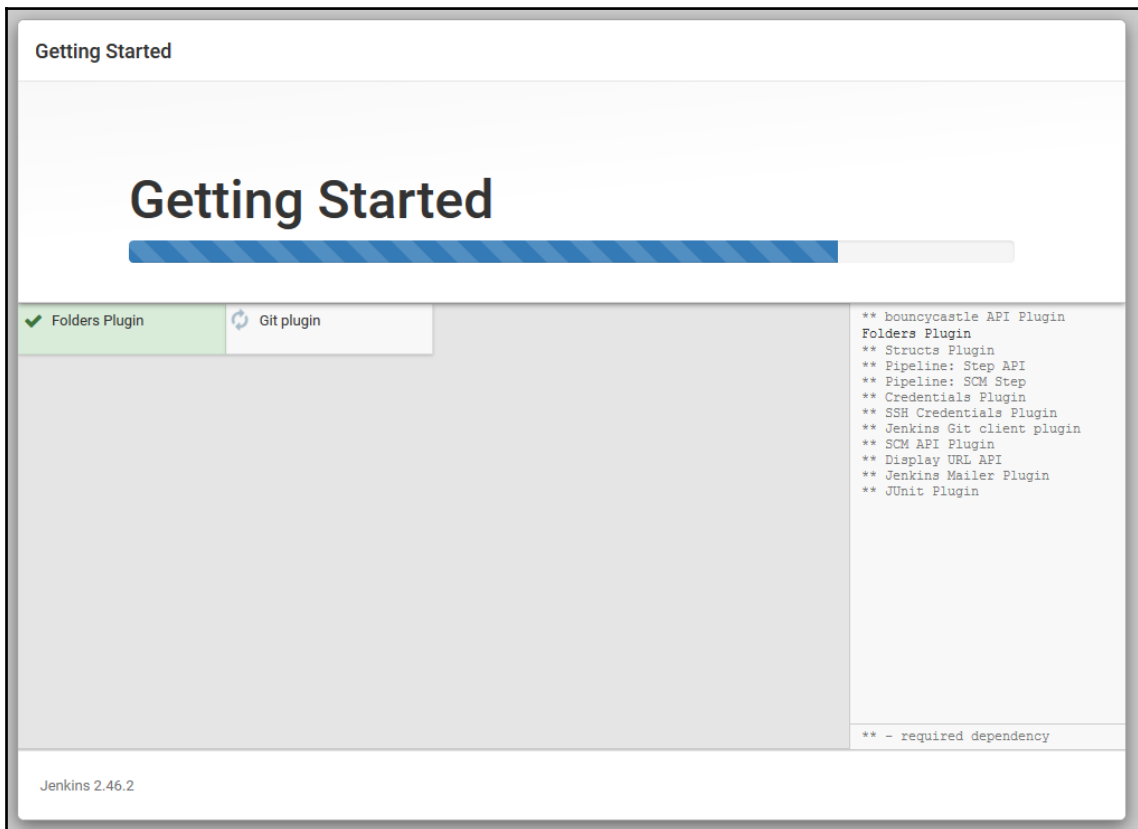 Getting Started
Getting Started
Folders Plugin
Git plugin
** bouncycastle API Plugin
Folders Plugin
** Structs Plugin
** Pipeline: Step API
** Pipeline: SCM Step
** Credentials Plugin
** SSH Credentials Plugin
** Jenkins Git client plugin
** SCM API Plugin
** Display URL API
** Jenkins Mailer Plugin
** JUnit Plugin
** - required dependency
Jenkins 2.46.2